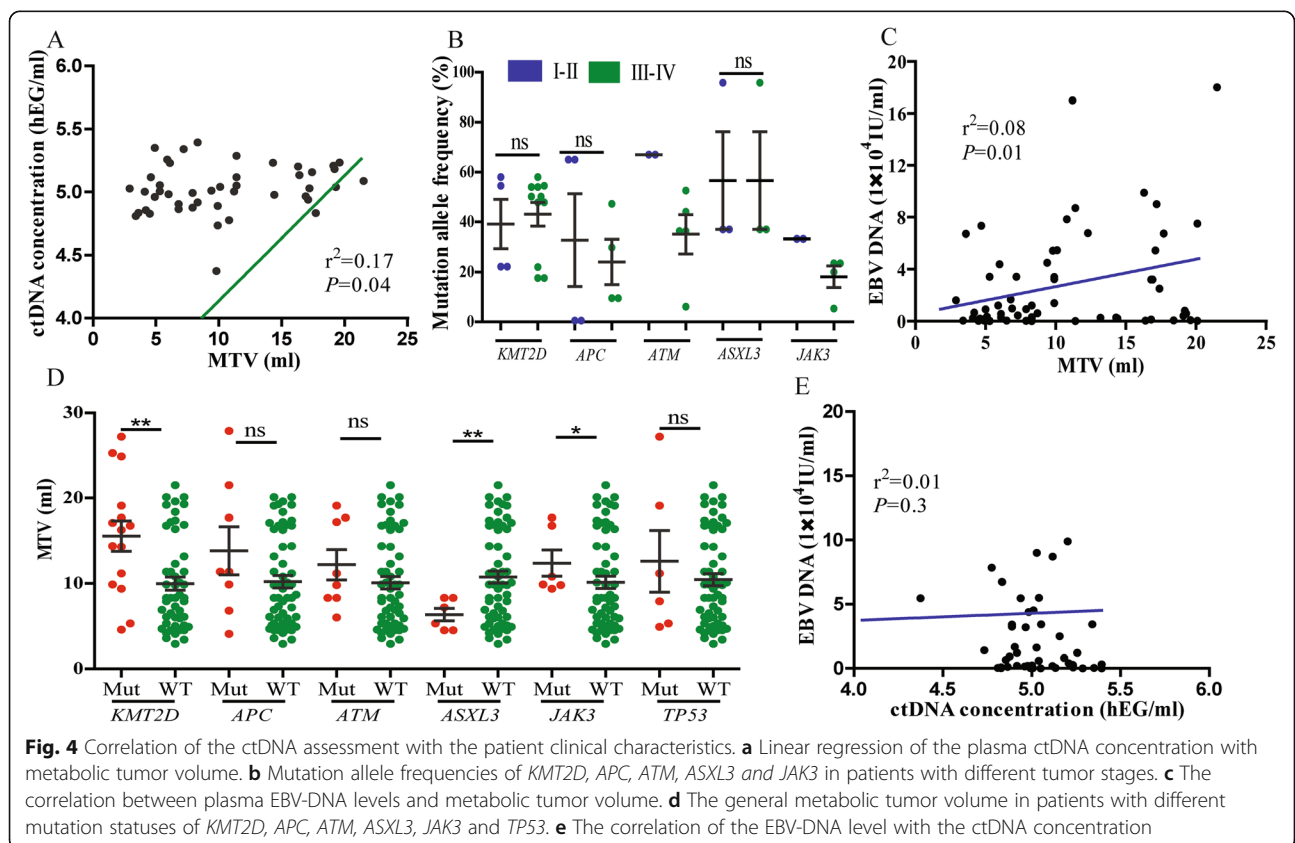 A
ctDNA concentration (hEG/ml)
6.0
5.5
5.0
4.5
4.0
r²=0.17
P=0.04
0 5 10 15 20 25
MTV (ml)
B
I-II III-IV
Mutation allele frequency (%)
100
80
60
40
20
0
ns ns ns
KMT2D APC ATM ASXL3 JAK3
C
EBV DNA (1×10⁴IU/ml)
20
16
12
8
4
0
r²=0.08
P=0.01
0 5 10 15 20 25
MTV (ml)
D
MTV (ml)
30
20
10
0
** ns ns ** * ns
Mut WT Mut WT Mut WT Mut WT Mut WT Mut WT
KMT2D APC ATM ASXL3 JAK3 TP53
E
EBV DNA (1×10⁴IU/ml)
20
15
10
5
0
r²=0.01
P=0.3
4.0 4.5 5.0 5.5 6.0
ctDNA concentration (hEG/ml)
Fig. 4 Correlation of the ctDNA assessment with the patient clinical characteristics. a Linear regression of the plasma ctDNA concentration with
metabolic tumor volume. b Mutation allele frequencies of KMT2D, APC, ATM, ASXL3 and JAK3 in patients with different tumor stages. c The
correlation between plasma EBV-DNA levels and metabolic tumor volume. d The general metabolic tumor volume in patients with different
mutation statuses of KMT2D, APC, ATM, ASXL3, JAK3 and TP53. e The correlation of the EBV-DNA level with the ctDNA concentration